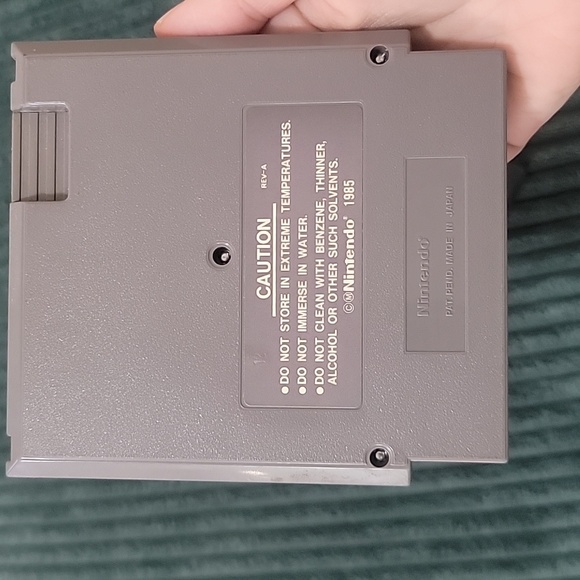 CAUTION
REV-A
●DO NOT STORE IN EXTREME TEMPERATURES.
●DO NOT IMMERSE IN WATER.
●DO NOT CLEAN WITH BENZENE, THINNER,
ALCOHOL OR OTHER SUCH SOLVENTS.
©ⓂNintendo® 1985
Nintendo®
PAT. PEND. MADE IN JAPAN